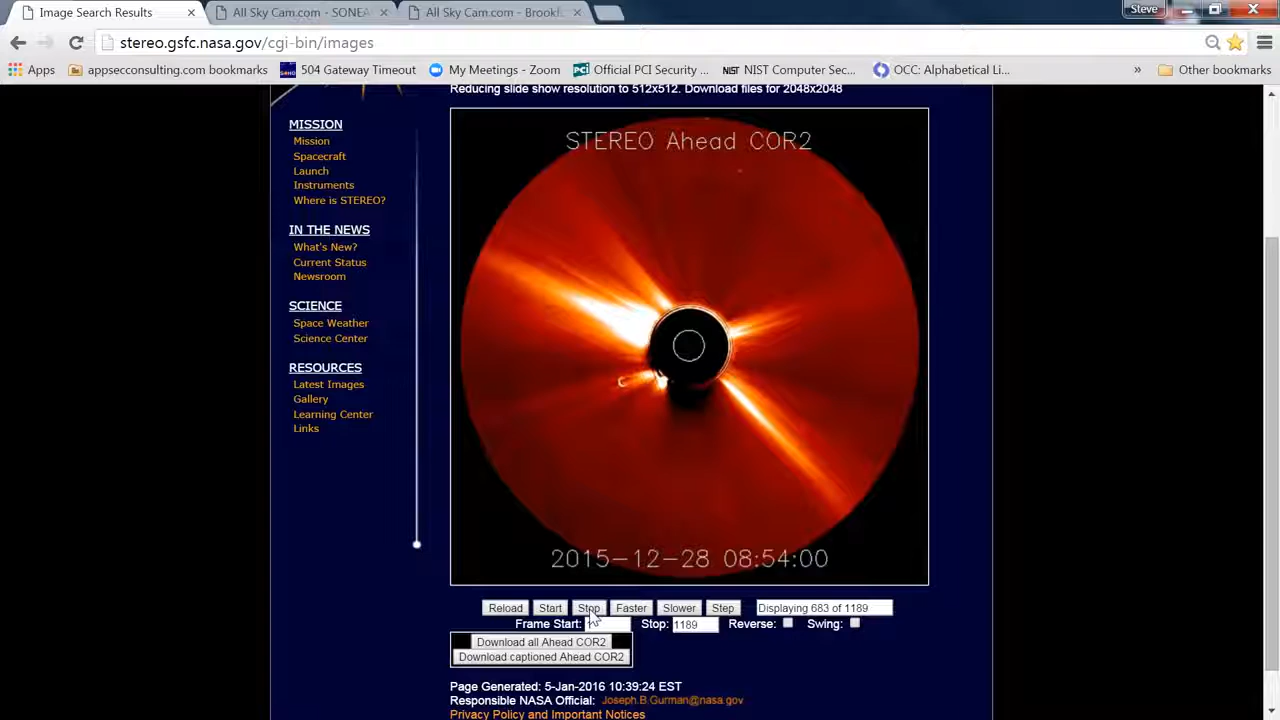 Image Search Results
All Sky Cam.com - SONEA
All Sky Cam.com - Brookf
Steve
stereo.gsfc.nasa.gov/cgi-bin/images
Apps
appsecconsulting.com bookmarks
504 Gateway Timeout
My Meetings - Zoom
PCI Official PCI Security ...
NIST NIST Computer Sec...
OCC: Alphabetical Li...
»
Other bookmarks
Reducing slide show resolution to 512x512. Download files for 2048x2048
MISSION
Mission
Spacecraft
Launch
Instruments
Where is STEREO?
IN THE NEWS
What's New?
Current Status
Newsroom
SCIENCE
Space Weather
Science Center
RESOURCES
Latest Images
Gallery
Learning Center
Links
STEREO Ahead COR2
2015-12-28 08:54:00
Reload Start Stop Faster Slower Step Displaying 683 of 1189
Frame Start: Stop: 1189 Reverse: Swing:
Download all Ahead COR2
Download captioned Ahead COR2
Page Generated: 5-Jan-2016 10:39:24 EST
Responsible NASA Official: Joseph.B.Gurman@nasa.gov
Privacy Policy and Important Notices